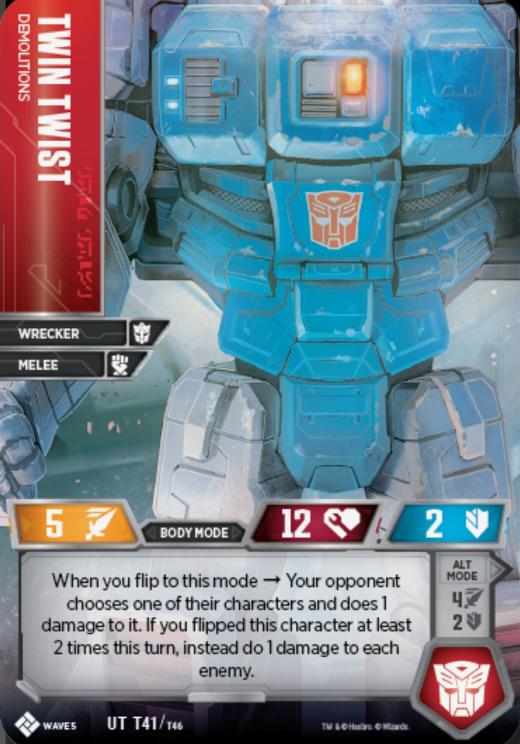 TWIN TWIST
DEMOLITIONS
WRECKER
MELEE
5
BODY MODE
12
2
When you flip to this mode → Your opponent
chooses one of their characters and does 1
damage to it. If you flipped this character at least
2 times this turn, instead do 1 damage to each
enemy.
ALT
MODE
4
2
WAVE 5
UT T41/T46
TM & © Hasbro. © Wizards.